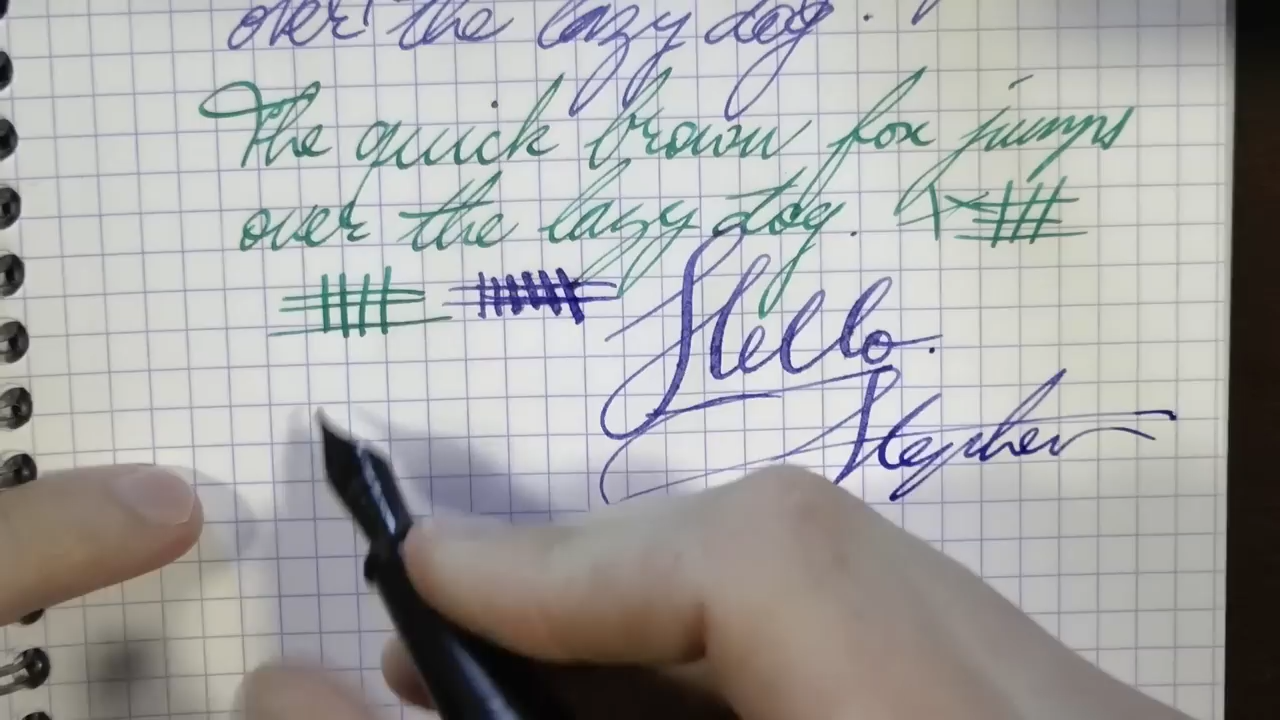 over the lazy dog.
The quick brown fox jumps
over the lazy dog.
Hello.
Stephen